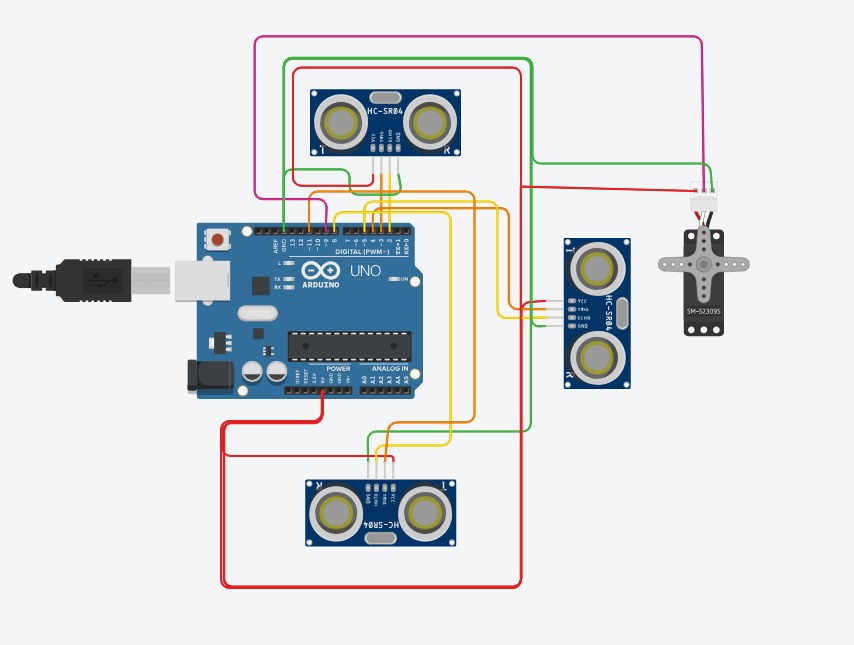 HC-SR04
VCC
TRIG
ECHO
GND
AREF
GND
13
12
~11
~10
~9
8
7
~6
~5
4
~3
2
TX→1
RX←0
DIGITAL (PWM~)
L
TX
RX
ARDUINO
UNO
ON
POWER
ANALOG IN
IOREF
RESET
3.3V
5V
GND
GND
Vin
A0
A1
A2
A3
A4
A5
HC-SR04
VCC
TRIG
ECHO
GND
SM-S2309S
HC-SR04
GND
ECHO
TRIG
VCC